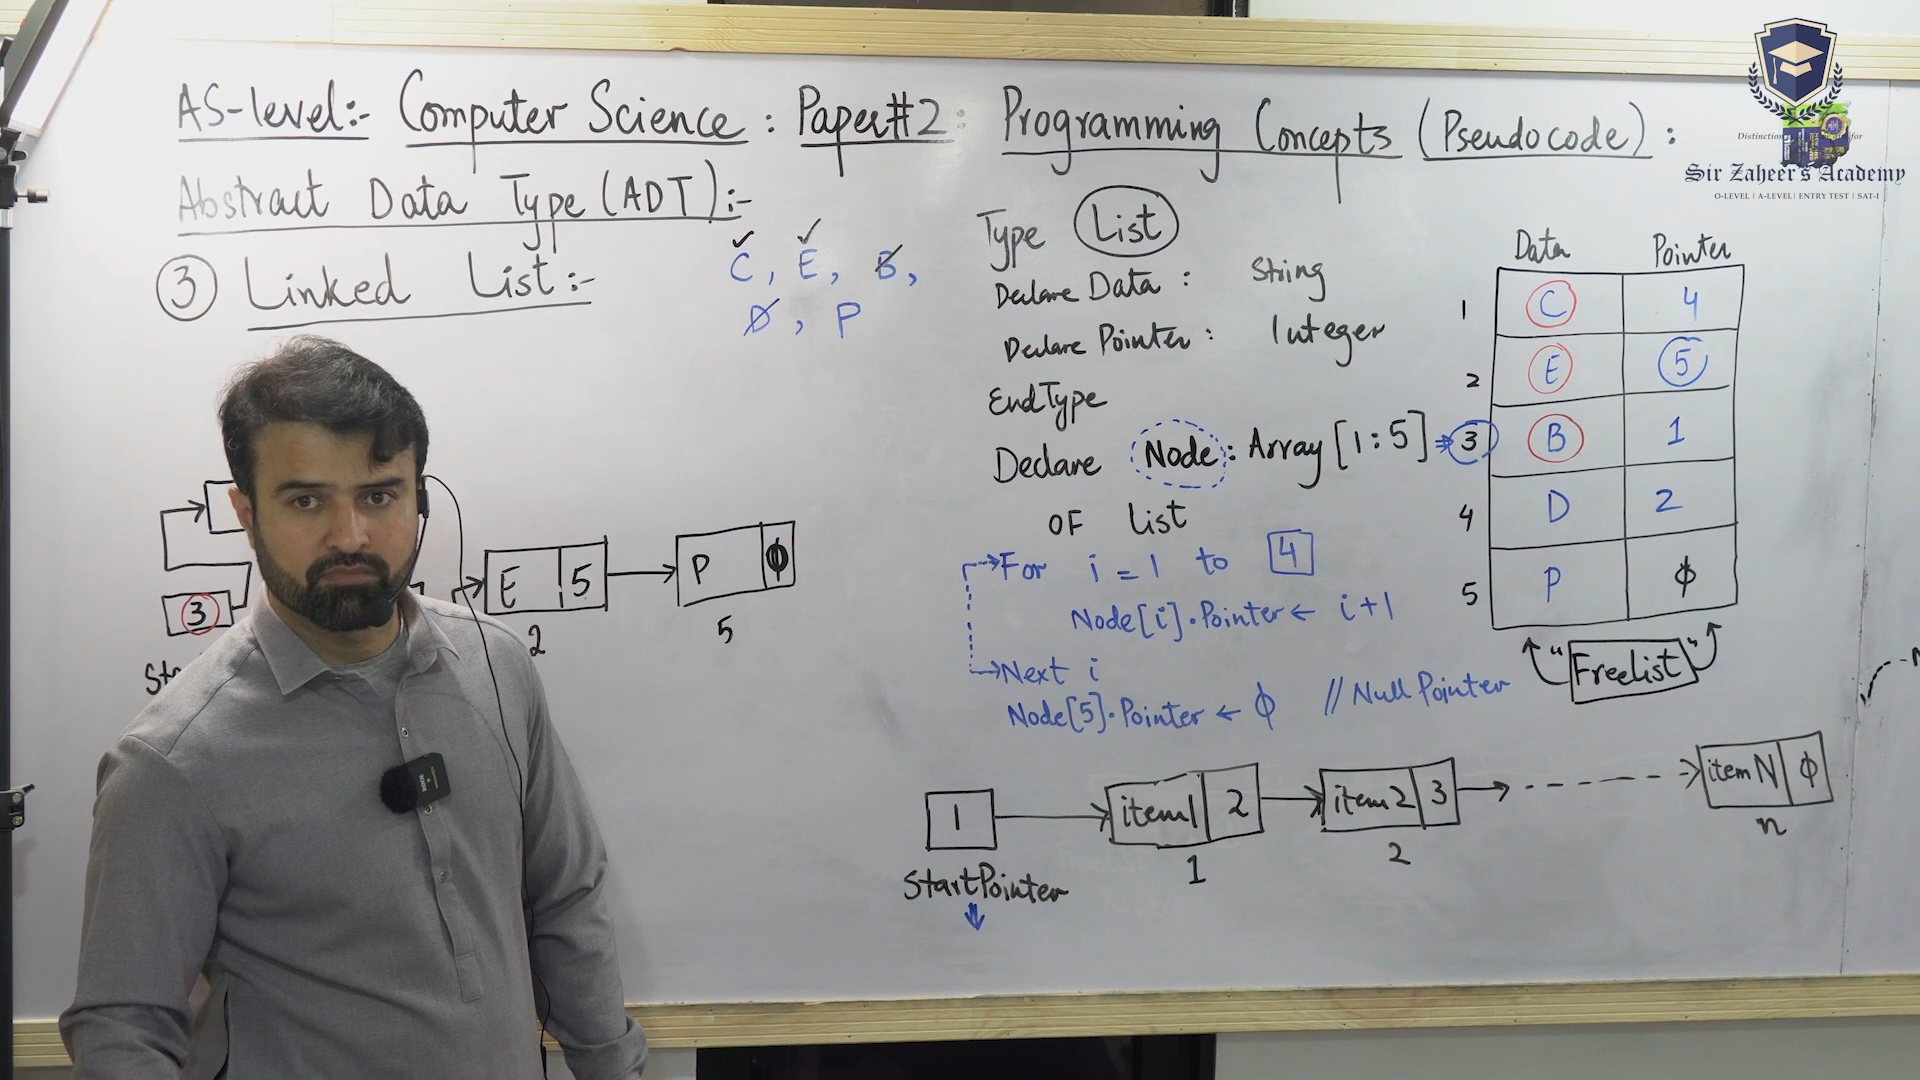 AS-level:- Computer Science : Paper#2 : Programming Concepts (Pseudocode) :
Abstract Data Type (ADT):-
③ Linked List:-
C, E, B,
D, P
Type List
Declare Data : String
Declare Pointer : Integer
EndType
Declare Node : Array [1:5]
OF List
For i = 1 to 4
Node[i].Pointer ← i+1
Next i
Node[5].Pointer ← φ // Null Pointer
Data Pointer
1 C 4
2 E 5
3 B 1
4 D 2
5 P φ
"Freelist"
3
E 5
2
P φ
5
1
StartPointer
item1 2
1
item2 3
2
itemN φ
n
Distinction
for
Sir Zaheer's Academy
O-LEVEL | A-LEVEL | ENTRY TEST | SAT-I